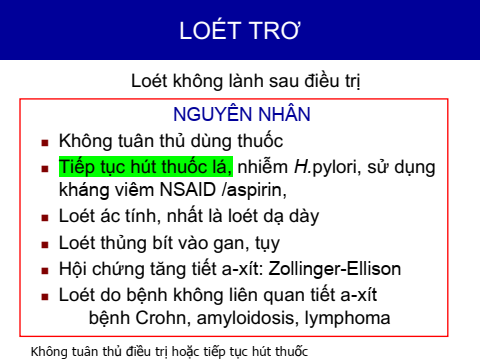 LOÉT TRƠ
Loét không lành sau điều trị
NGUYÊN NHÂN
Không tuân thủ dùng thuốc
Tiếp tục hút thuốc lá, nhiễm H.pylori, sử dụng
kháng viêm NSAID /aspirin,
Loét ác tính, nhất là loét dạ dày
Loét thủng bít vào gan, tụy
Hội chứng tăng tiết a-xít: Zollinger-Ellison
Loét do bệnh không liên quan tiết a-xít
bệnh Crohn, amyloidosis, lymphoma
Không tuân thủ điều trị hoặc tiếp tục hút thuốc